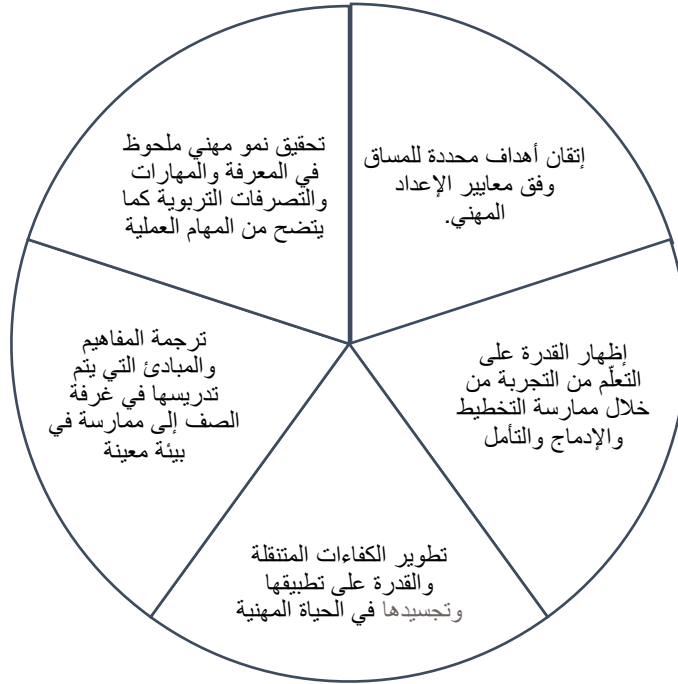 إتقان أهداف محددة للمساق
وفق معايير الإعداد
المهني.
إظهار القدرة على
التعلّم من التجربة من
خلال ممارسة التخطيط
والإدماج والتأمل
تطوير الكفاءات المتنقلة
والقدرة على تطبيقها
وتجسيدها في الحياة المهنية
ترجمة المفاهيم
والمبادئ التي يتم
تدريسها في غرفة
الصف إلى ممارسة في
بيئة معينة
تحقيق نمو مهني ملحوظ
في المعرفة والمهارات
والتصرفات التربوية كما
يتضح من المهام العملية